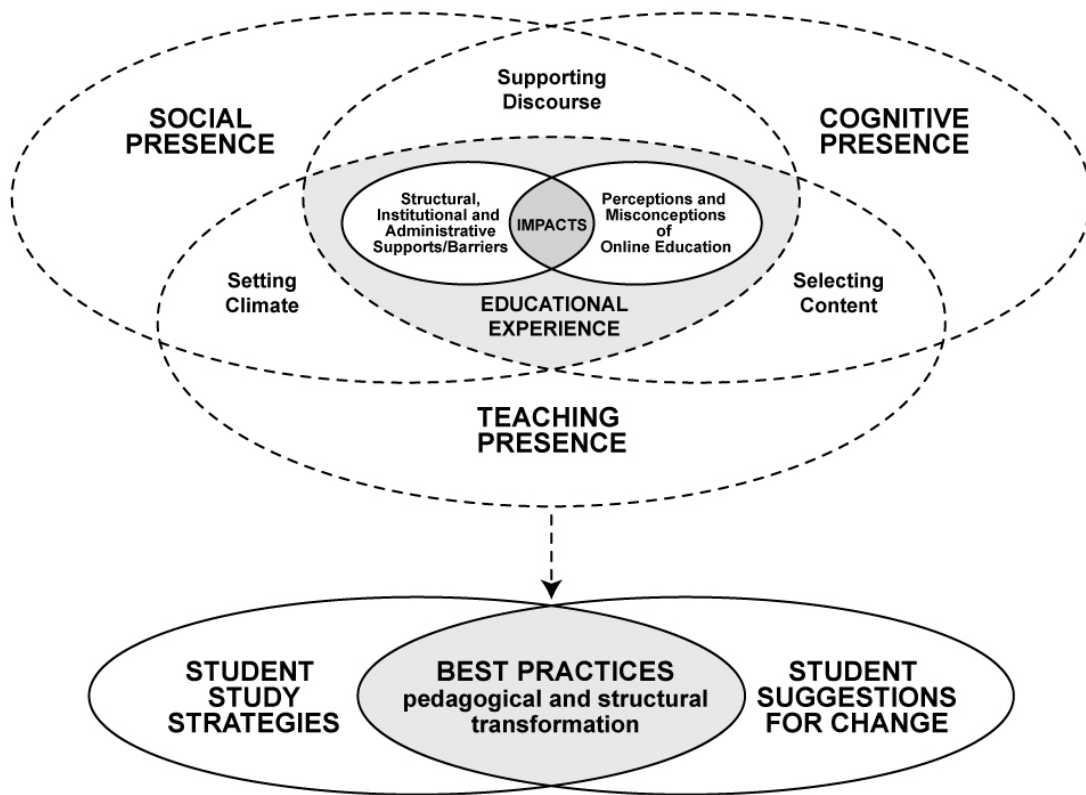 Supporting
Discourse
SOCIAL
PRESENCE
COGNITIVE
PRESENCE
Structural,
Institutional and
Administrative
Supports/Barriers
IMPACTS
Perceptions and
Misconceptions
of
Online Education
Setting
Climate
EDUCATIONAL
EXPERIENCE
Selecting
Content
TEACHING
PRESENCE
STUDENT
STUDY
STRATEGIES
BEST PRACTICES
pedagogical and structural
transformation
STUDENT
SUGGESTIONS
FOR CHANGE